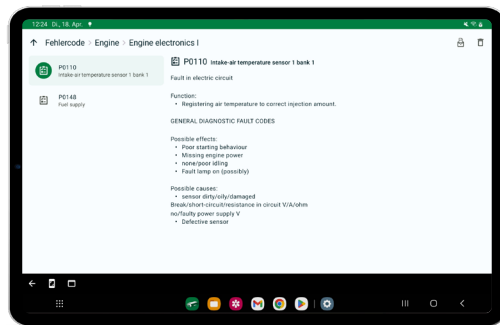 12:24 Di., 18. Apr.
Fehlercode > Engine > Engine electronics I
P0110
Intake-air temperature sensor 1 bank 1
P0148
Fuel supply
P0110 Intake-air temperature sensor 1 bank 1
Fault in electric circuit
Function:
• Registering air temperature to correct injection amount.
GENERAL DIAGNOSTIC FAULT CODES
Possible effects:
• Poor starting behaviour
• Missing engine power
• none/poor idling
• Fault lamp on (possibly)
Possible causes:
• sensor dirty/oily/damaged
Break/short-circuit/resistance in circuit V/A/ohm
no/faulty power supply V
• Defective sensor